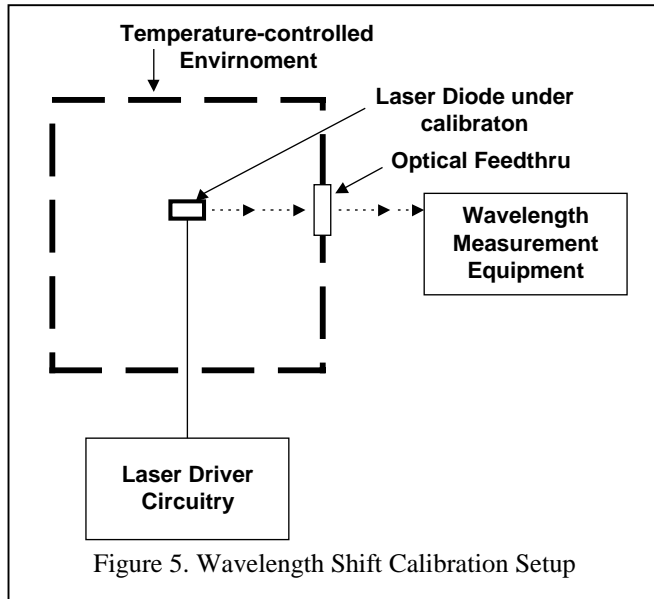 Temperature-controlled
Envirnoment
Laser Diode under
calibraton
Optical Feedthru
Wavelength
Measurement
Equipment
Laser Driver
Circuitry
Figure 5. Wavelength Shift Calibration Setup